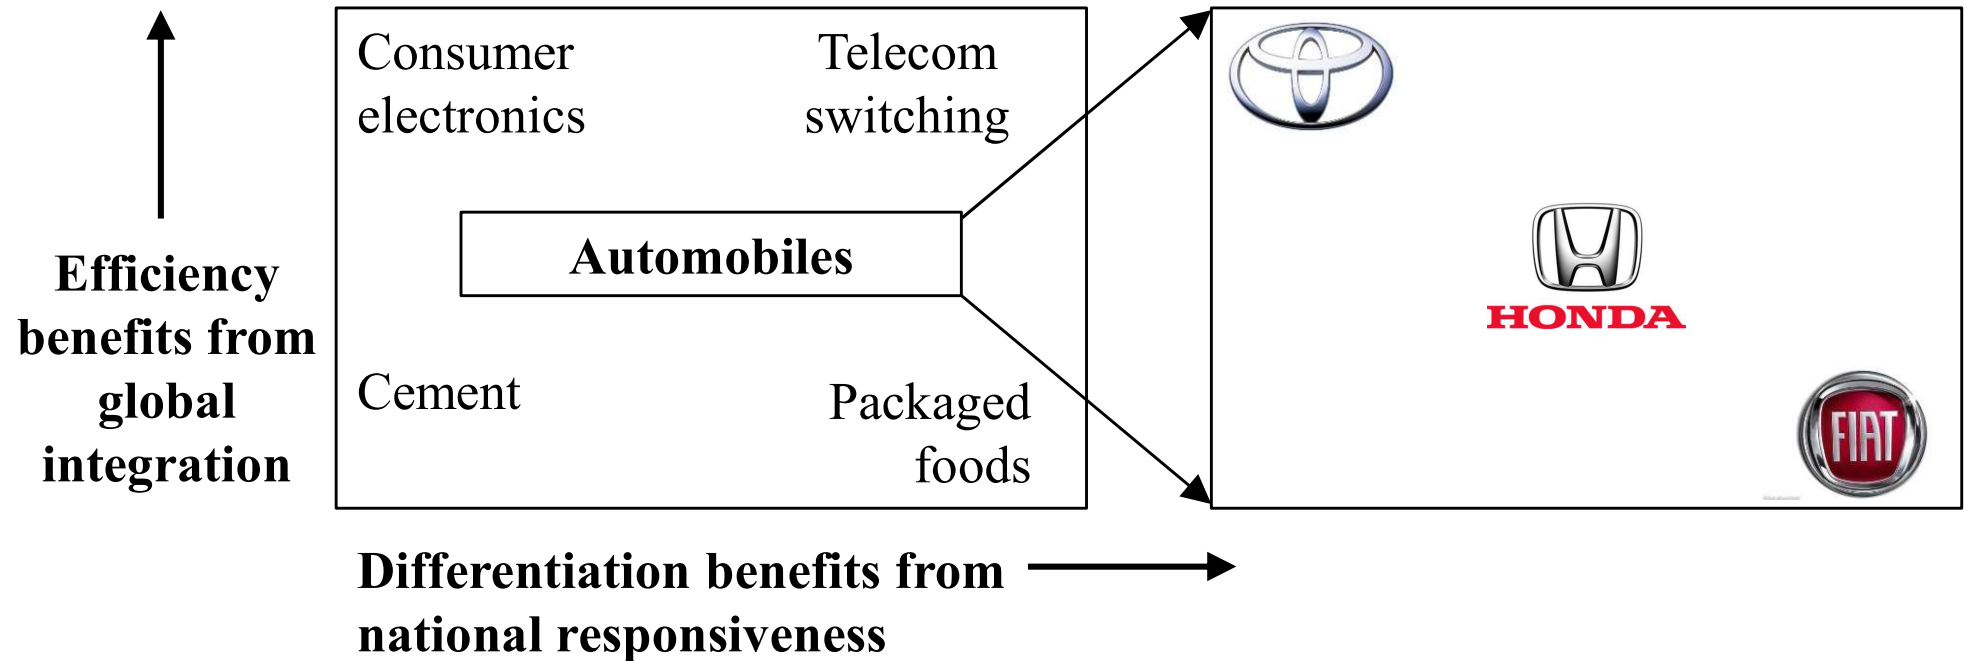 Consumer
electronics
Telecom
switching
Automobiles
Efficiency
benefits from
global
integration
Cement
Packaged
foods
HONDA
FIAT
Differentiation benefits from
national responsiveness